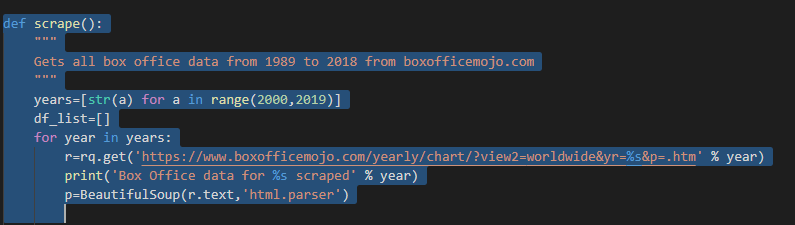 def scrape():
    """
    Gets all box office data from 1989 to 2018 from boxofficemojo.com
    """
    years=[str(a) for a in range(2000,2019)]
    df_list=[]
    for year in years:
        r=rq.get('https://www.boxofficemojo.com/yearly/chart/?view2=worldwide&yr=%s&p=.htm' % year)
        print('Box Office data for %s scraped' % year)
        p=BeautifulSoup(r.text,'html.parser')